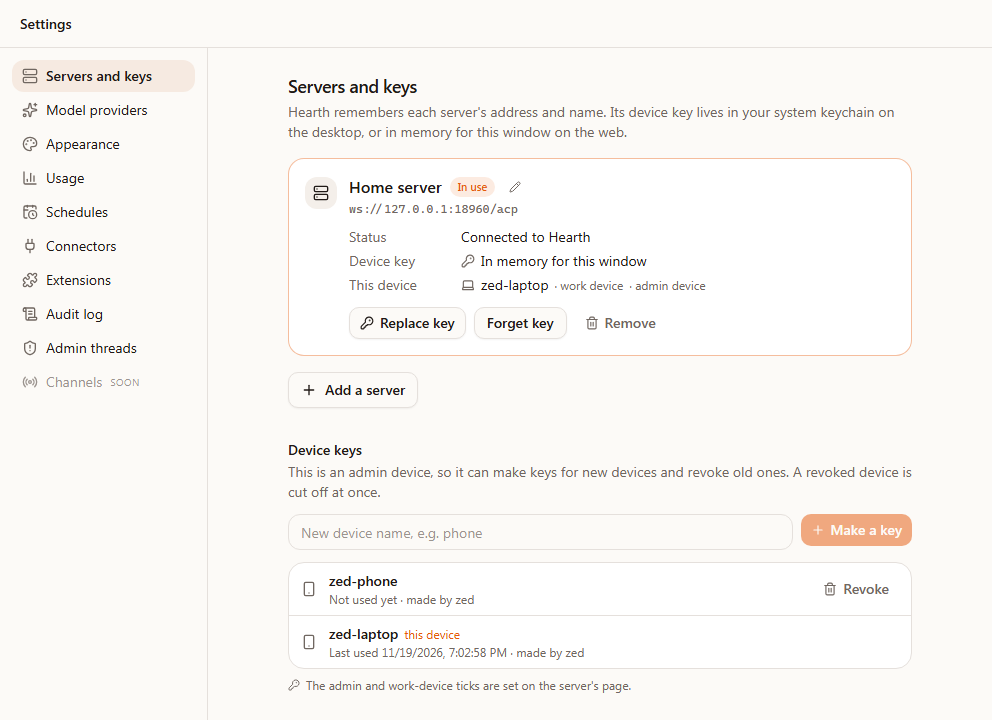 Settings
Servers and keys
Model providers
Appearance
Usage
Schedules
Connectors
Extensions
Audit log
Admin threads
Channels SOON
Servers and keys
Hearth remembers each server's address and name. Its device key lives in your system keychain on
the desktop, or in memory for this window on the web.
Home server In use
ws://127.0.0.1:18960/acp
Status Connected to Hearth
Device key In memory for this window
This device zed-laptop · work device · admin device
Replace key Forget key Remove
+ Add a server
Device keys
This is an admin device, so it can make keys for new devices and revoke old ones. A revoked device is
cut off at once.
New device name, e.g. phone + Make a key
zed-phone
Not used yet · made by zed
Revoke
zed-laptop this device
Last used 11/19/2026, 7:02:58 PM · made by zed
The admin and work-device ticks are set on the server's page.